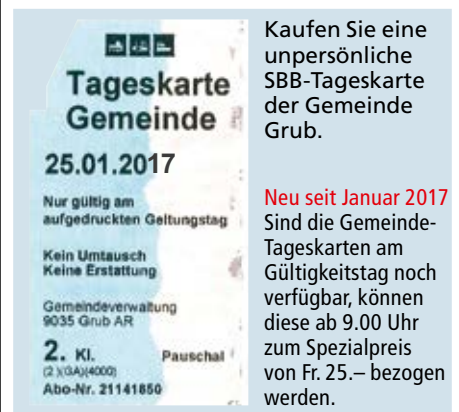 Tageskarte
Gemeinde
25.01.2017
Nur gültig am
aufgedruckten Geltungstag
Kein Umtausch
Keine Erstattung
Gemeindeverwaltung
9035 Grub AR
2. Kl. Pauschal
(2 )(GA)(4000)
Abo-Nr. 21141850
Kaufen Sie eine
unpersönliche
SBB-Tageskarte
der Gemeinde
Grub.
Neu seit Januar 2017
Sind die Gemeinde-
Tageskarten am
Gültigkeitstag noch
verfügbar, können
diese ab 9.00 Uhr
zum Spezialpreis
von Fr. 25.– bezogen
werden.